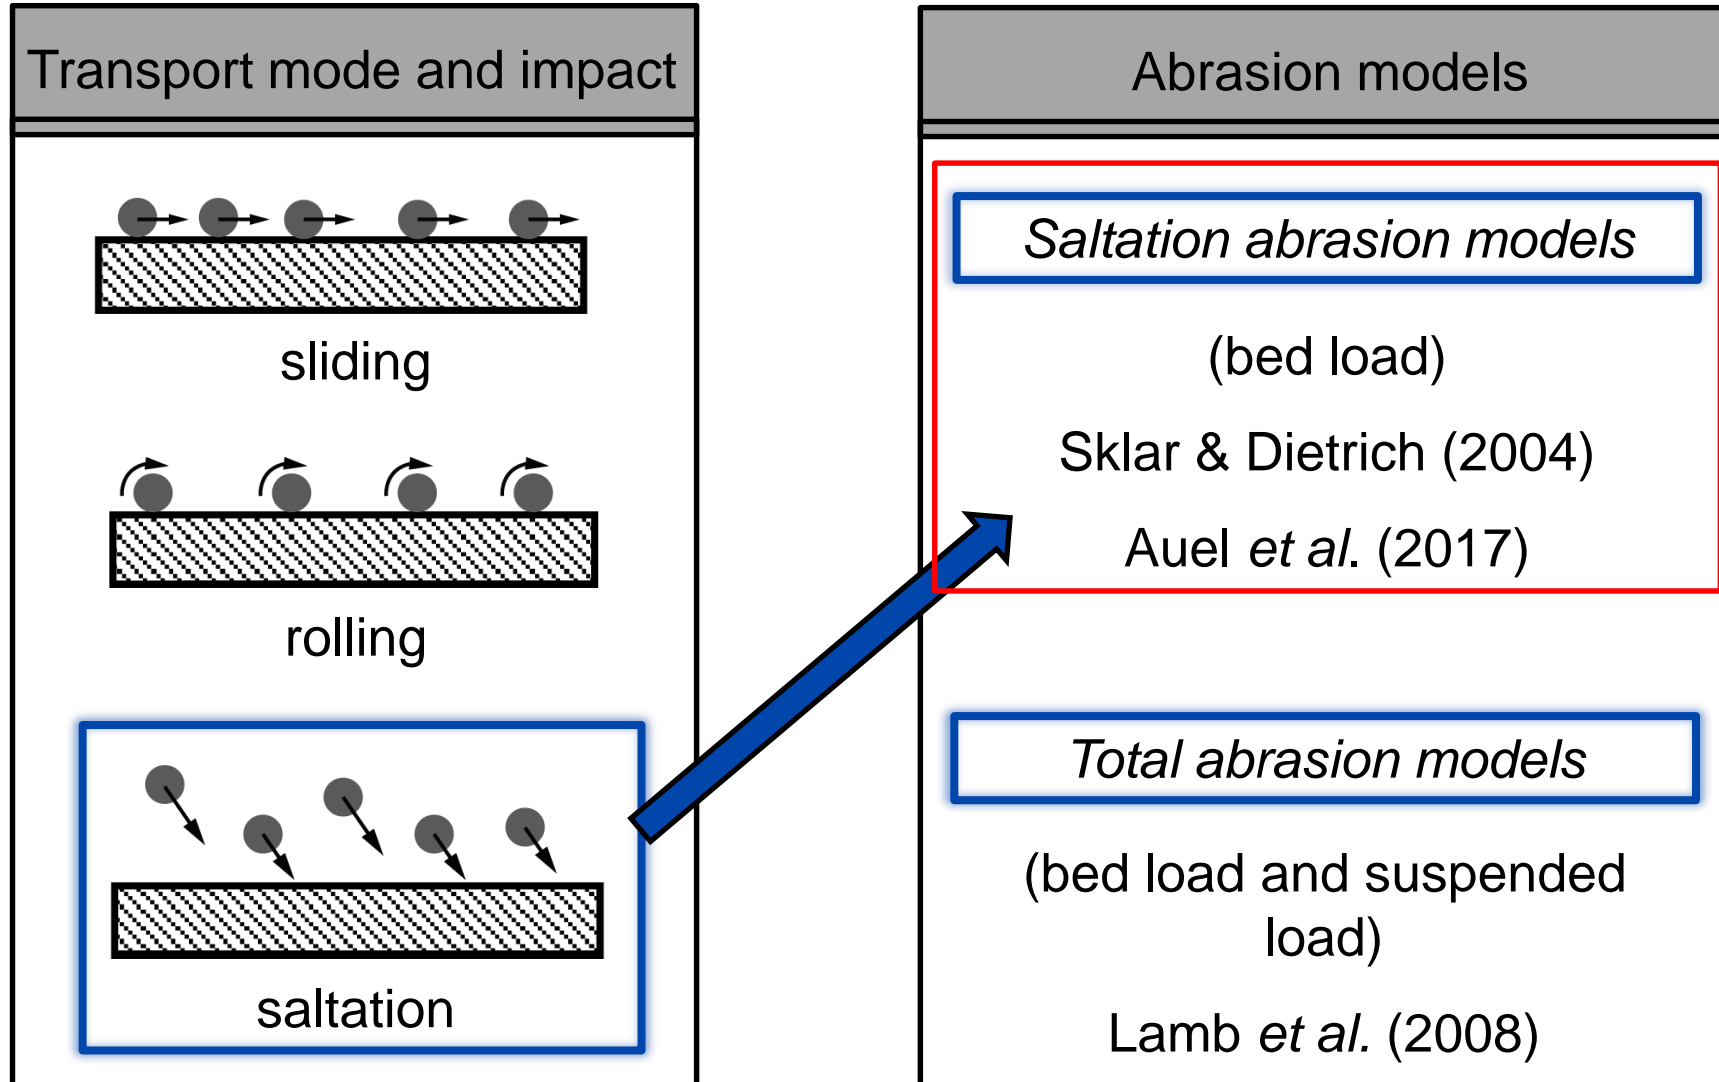 Transport mode and impact
sliding
rolling
saltation
Abrasion models
Saltation abrasion models
(bed load)
Sklar & Dietrich (2004)
Auel et al. (2017)
Total abrasion models
(bed load and suspended
load)
Lamb et al. (2008)